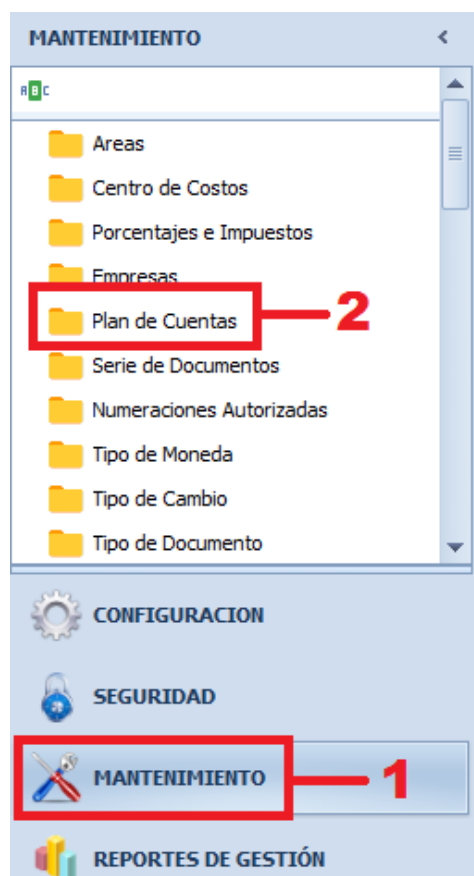 MANTENIMIENTO <
ABC
Areas
Centro de Costos
Porcentajes e Impuestos
Empresas
Plan de Cuentas 2
Serie de Documentos
Numeraciones Autorizadas
Tipo de Moneda
Tipo de Cambio
Tipo de Documento
CONFIGURACION
SEGURIDAD
MANTENIMIENTO 1
REPORTES DE GESTIÓN